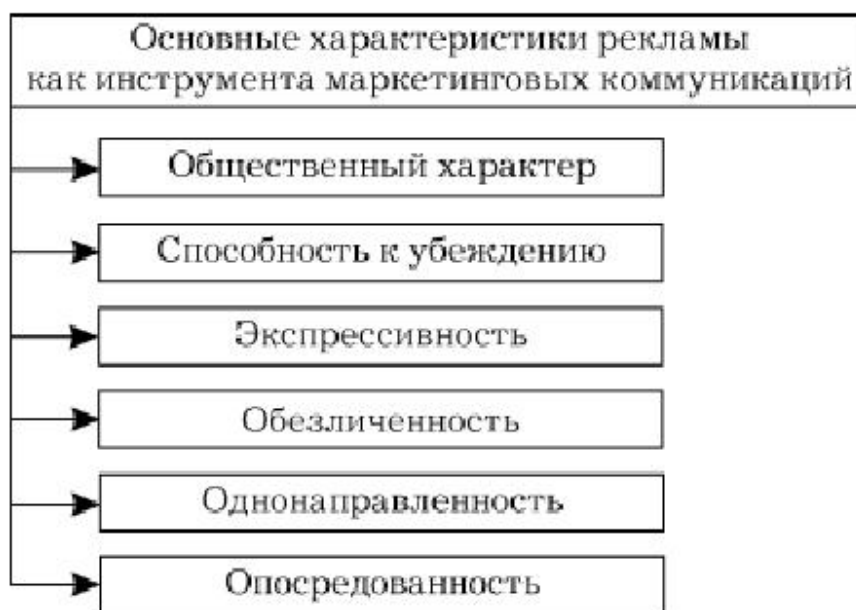 Основные характеристики рекламы
как инструмента маркетинговых коммуникаций
Общественный характер
Способность к убеждению
Экспрессивность
Обезличенность
Однонаправленность
Опосредованность